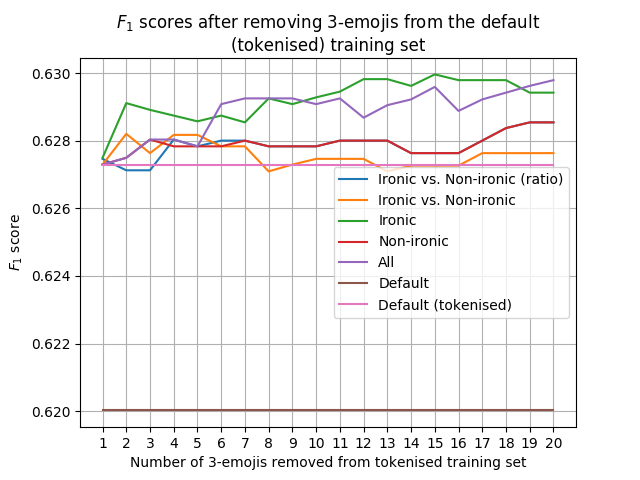 F₁ scores after removing 3-emojis from the default
(tokenised) training set
0.630
0.628
0.626
0.624
0.622
0.620
F₁ score
Ironic vs. Non-ironic (ratio)
Ironic vs. Non-ironic
Ironic
Non-ironic
All
Default
Default (tokenised)
1 2 3 4 5 6 7 8 9 10 11 12 13 14 15 16 17 18 19 20
Number of 3-emojis removed from tokenised training set